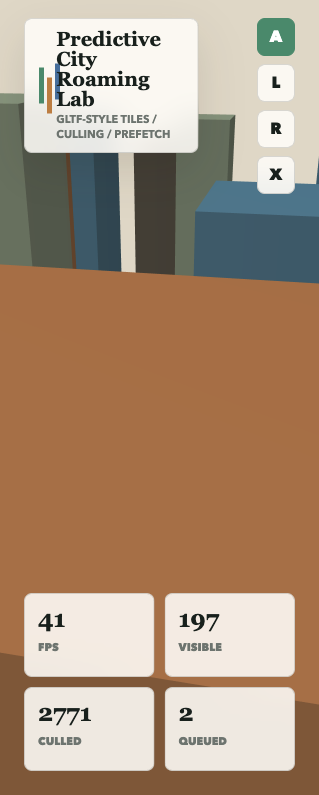 Predictive
City
Roaming
Lab
GLTF-STYLE TILES /
CULLING / PREFETCH
A
L
R
X
41
FPS
197
VISIBLE
2771
CULLED
2
QUEUED